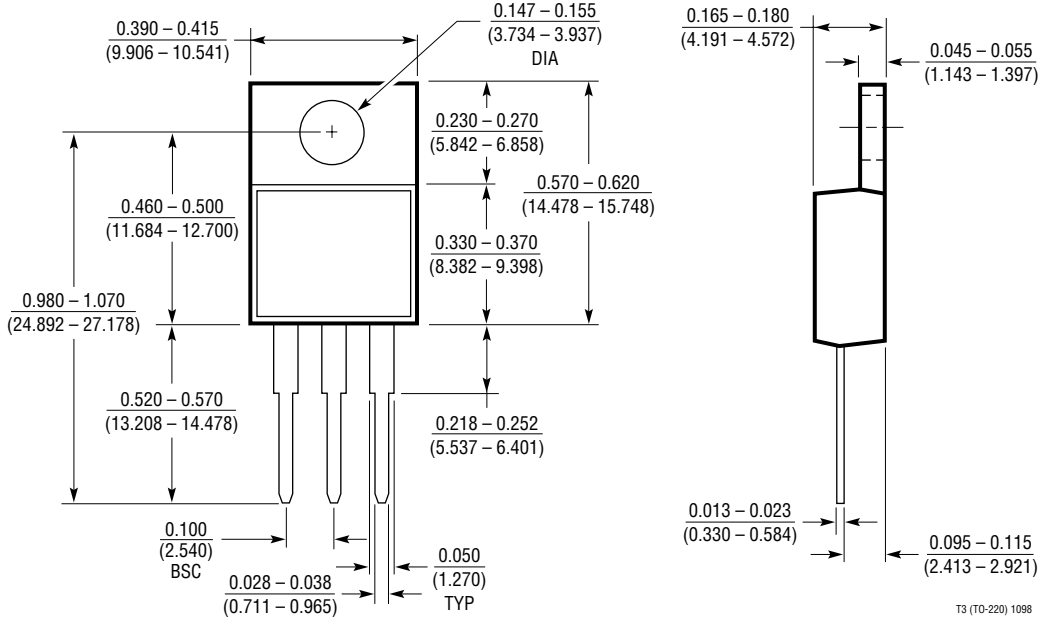 0.390 – 0.415
(9.906 – 10.541)
0.147 – 0.155
(3.734 – 3.937)
DIA
0.165 – 0.180
(4.191 – 4.572)
0.045 – 0.055
(1.143 – 1.397)
0.230 – 0.270
(5.842 – 6.858)
0.570 – 0.620
(14.478 – 15.748)
0.460 – 0.500
(11.684 – 12.700)
0.330 – 0.370
(8.382 – 9.398)
0.980 – 1.070
(24.892 – 27.178)
0.520 – 0.570
(13.208 – 14.478)
0.218 – 0.252
(5.537 – 6.401)
0.100
(2.540)
BSC
0.050
(1.270)
TYP
0.028 – 0.038
(0.711 – 0.965)
0.013 – 0.023
(0.330 – 0.584)
0.095 – 0.115
(2.413 – 2.921)
T3 (TO-220) 1098